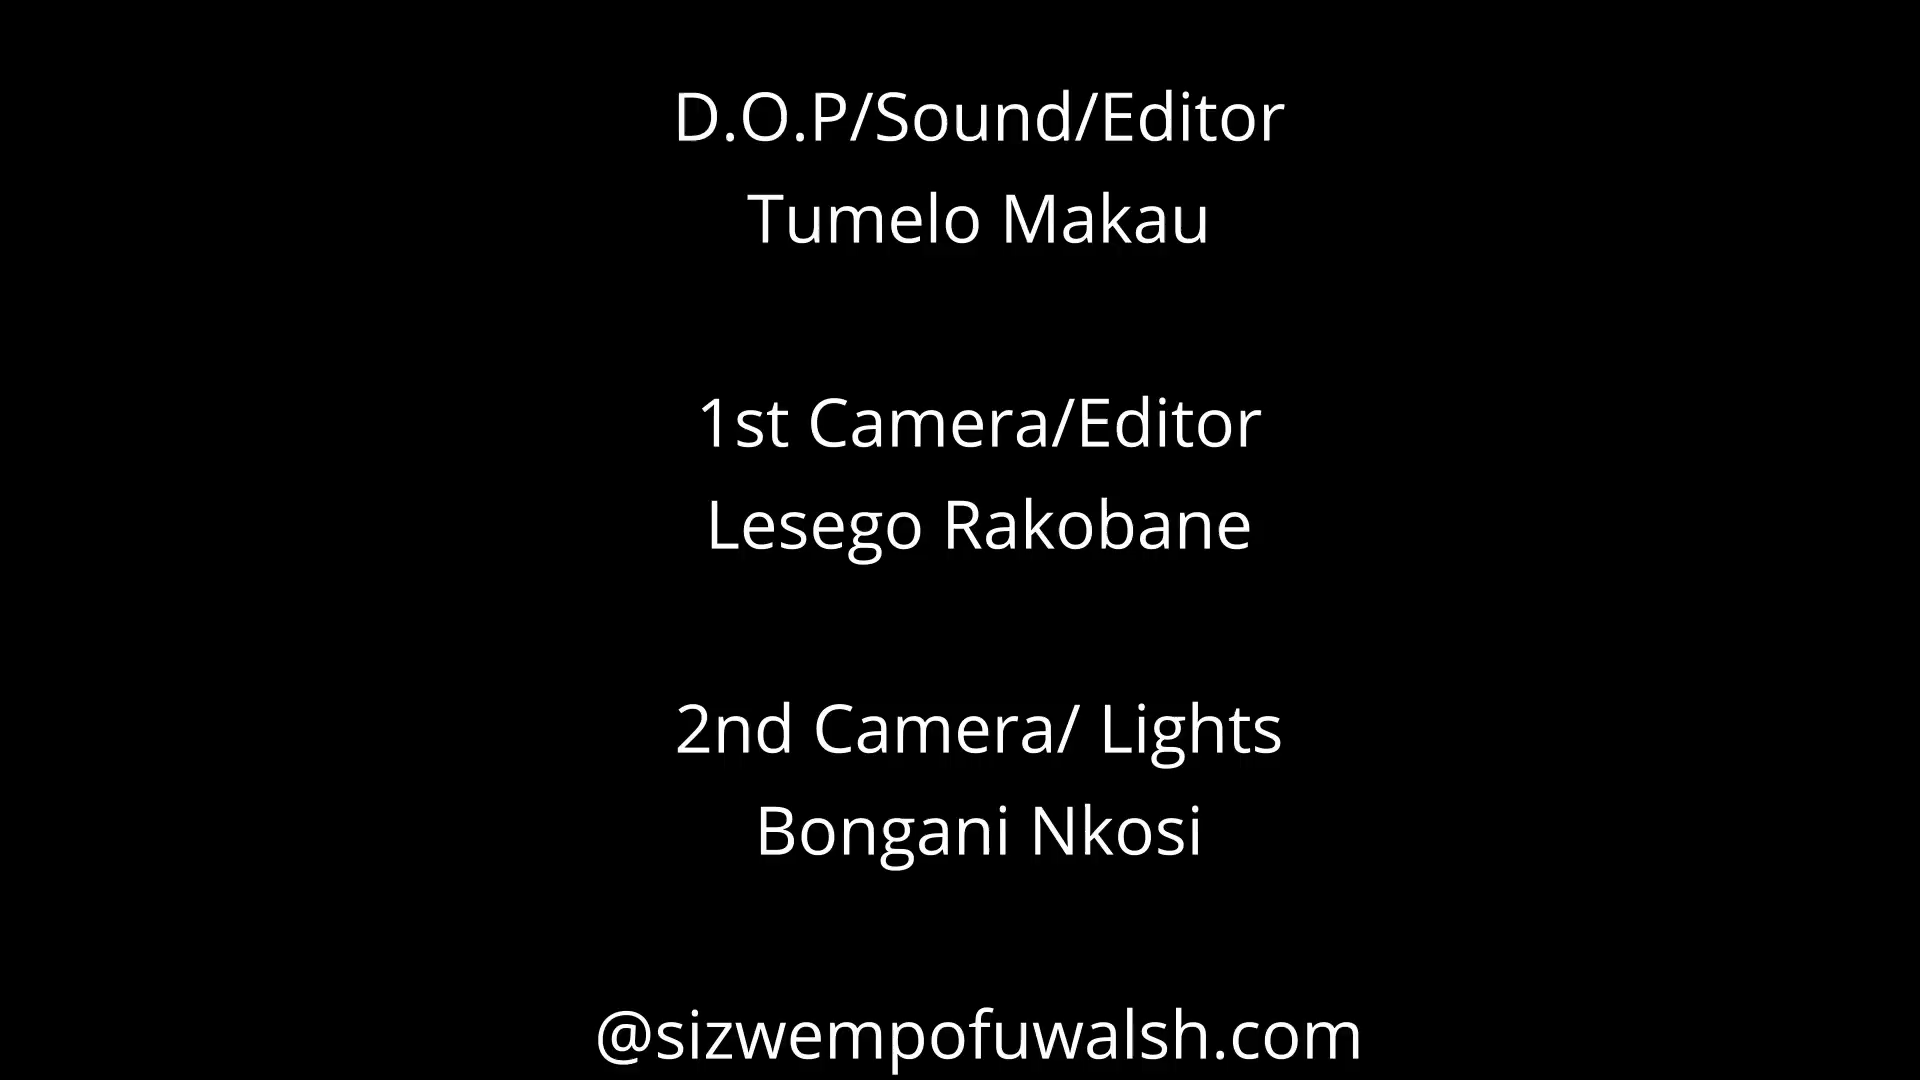 D.O.P/Sound/Editor
Tumelo Makau
1st Camera/Editor
Lesego Rakobane
2nd Camera/ Lights
Bongani Nkosi
@sizwempofuwalsh.com